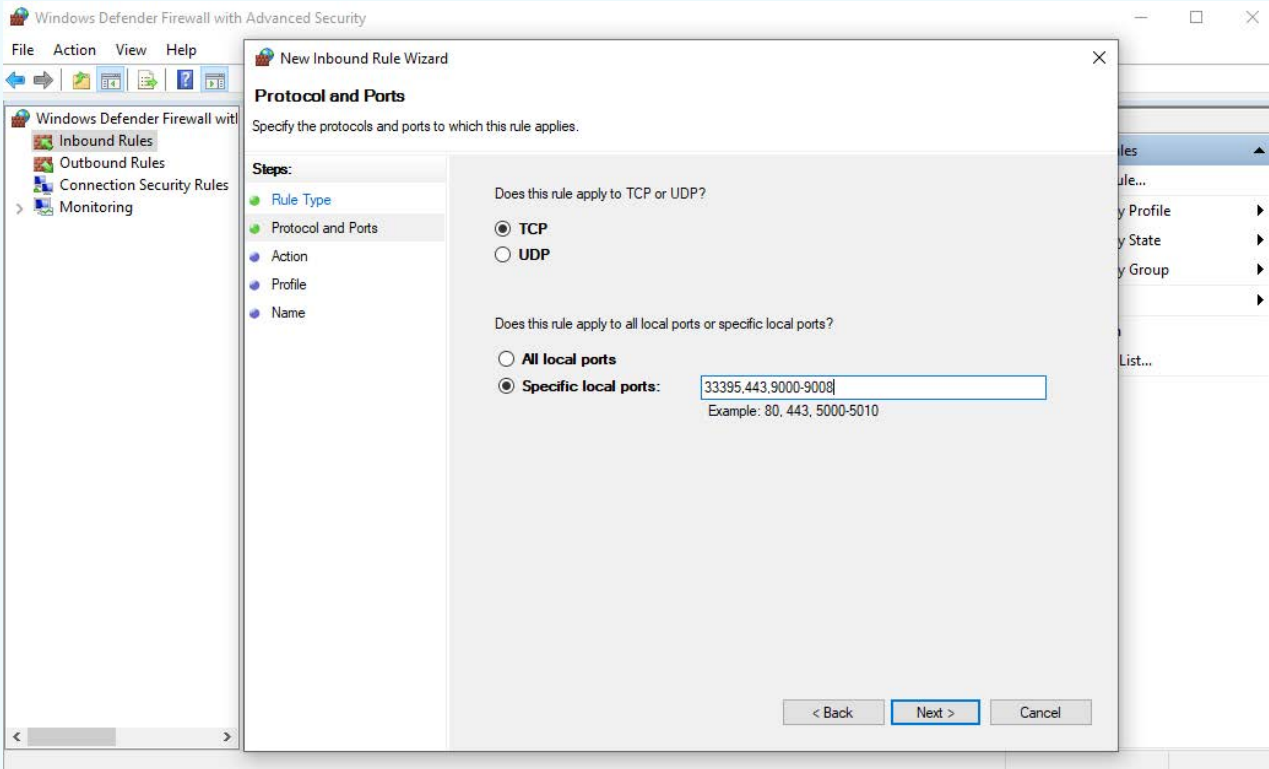 Windows Defender Firewall with Advanced Security
File Action View Help
Windows Defender Firewall with
Inbound Rules
Outbound Rules
Connection Security Rules
Monitoring
New Inbound Rule Wizard
Protocol and Ports
Specify the protocols and ports to which this rule applies.
Steps:
Rule Type
Protocol and Ports
Action
Profile
Name
Does this rule apply to TCP or UDP?
TCP
UDP
Does this rule apply to all local ports or specific local ports?
All local ports
Specific local ports: 33395,443,9000-9008
Example: 80, 443, 5000-5010
< Back Next > Cancel
les
ule...
y Profile
y State
y Group
List...